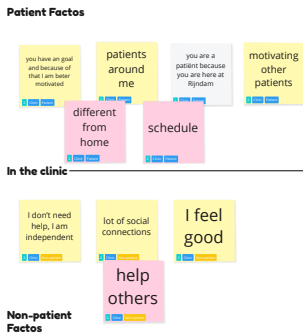 Patient Factos
you have an goal
and because of
that I am beter
motivated
patients
around
me
you are a
patiënt because
you are here at
Rijndam
motivating
other
patients
different
from
home
schedule
In the clinic
I don't need
help, I am
independent
lot of social
connections
I feel
good
help
others
Non-patient
Factos